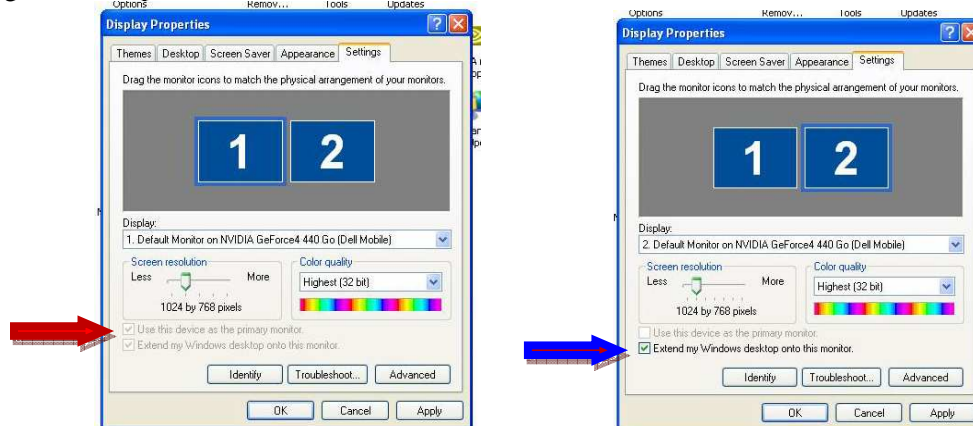 Options Remov... Tools Updates
Display Properties
Themes Desktop Screen Saver Appearance Settings
Drag the monitor icons to match the physical arrangement of your monitors.
1 2
Display:
1. Default Monitor on NVIDIA GeForce4 440 Go (Dell Mobile)
Screen resolution Color quality
Less More Highest (32 bit)
1024 by 768 pixels
Use this device as the primary monitor.
Extend my Windows desktop onto this monitor.
Identify Troubleshoot... Advanced
OK Cancel Apply
Options Remov... Tools Updates
Display Properties
Themes Desktop Screen Saver Appearance Settings
Drag the monitor icons to match the physical arrangement of your monitors.
1 2
Display:
2. Default Monitor on NVIDIA GeForce4 440 Go (Dell Mobile)
Screen resolution Color quality
Less More Highest (32 bit)
1024 by 768 pixels
Use this device as the primary monitor.
Extend my Windows desktop onto this monitor.
Identify Troubleshoot... Advanced
OK Cancel Apply